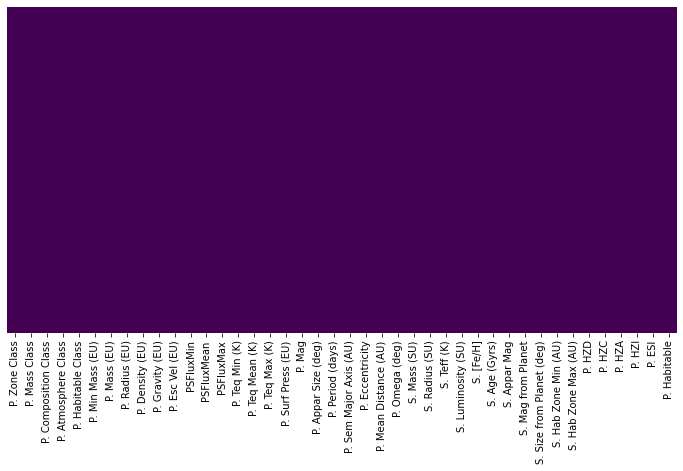 P. Zone Class
P. Mass Class
P. Composition Class
P. Atmosphere Class
P. Habitable Class
P. Min Mass (EU)
P. Mass (EU)
P. Radius (EU)
P. Density (EU)
P. Gravity (EU)
P. Esc Vel (EU)
PSFluxMin
PSFluxMean
PSFluxMax
P. Teq Min (K)
P. Teq Mean (K)
P. Teq Max (K)
P. Surf Press (EU)
P. Mag
P. Appar Size (deg)
P. Period (days)
P. Sem Major Axis (AU)
P. Eccentricity
P. Mean Distance (AU)
P. Omega (deg)
S. Mass (SU)
S. Radius (SU)
S. Teff (K)
S. Luminosity (SU)
S. [Fe/H]
S. Age (Gyrs)
S. Appar Mag
S. Mag from Planet
S. Size from Planet (deg)
S. Hab Zone Min (AU)
S. Hab Zone Max (AU)
P. HZD
P. HZC
P. HZA
P. HZI
P. ESI
P. Habitable